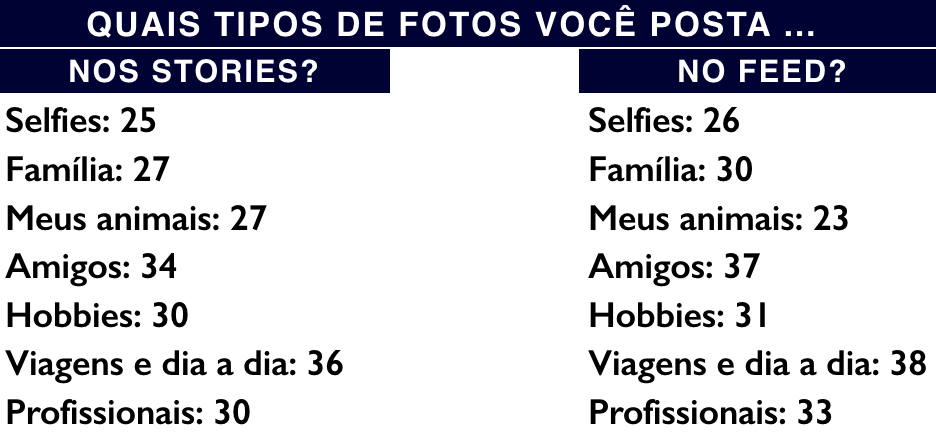 QUAIS TIPOS DE FOTOS VOCÊ POSTA ...
NOS STORIES?
Selfies: 25
Família: 27
Meus animais: 27
Amigos: 34
Hobbies: 30
Viagens e dia a dia: 36
Profissionais: 30
NO FEED?
Selfies: 26
Família: 30
Meus animais: 23
Amigos: 37
Hobbies: 31
Viagens e dia a dia: 38
Profissionais: 33